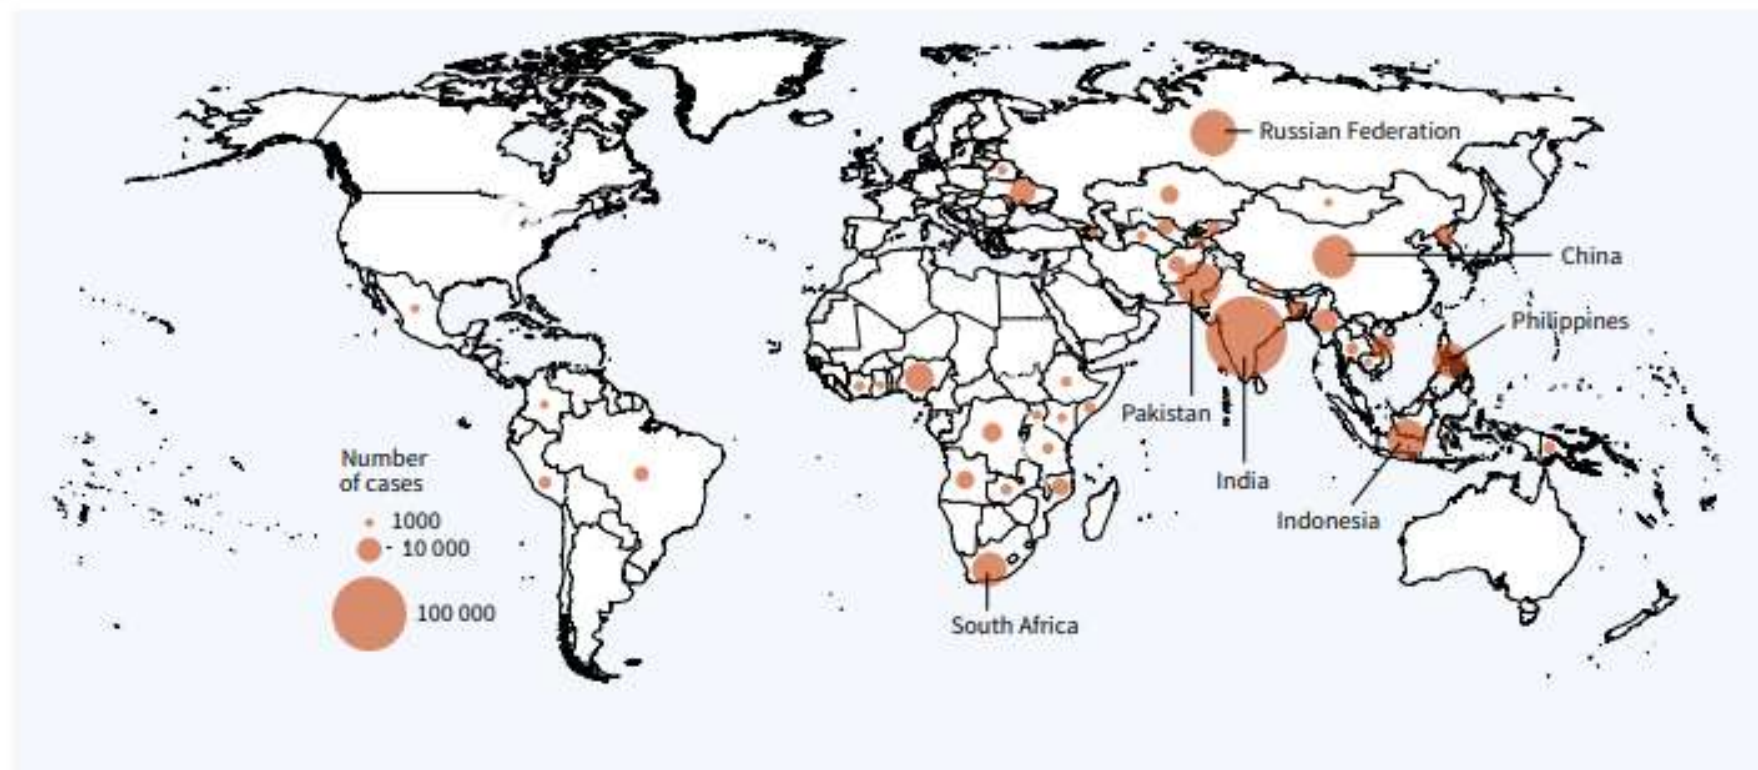 Russian Federation
China
Philippines
Pakistan
India
Indonesia
South Africa
Number
of cases
1000
10 000
100 000